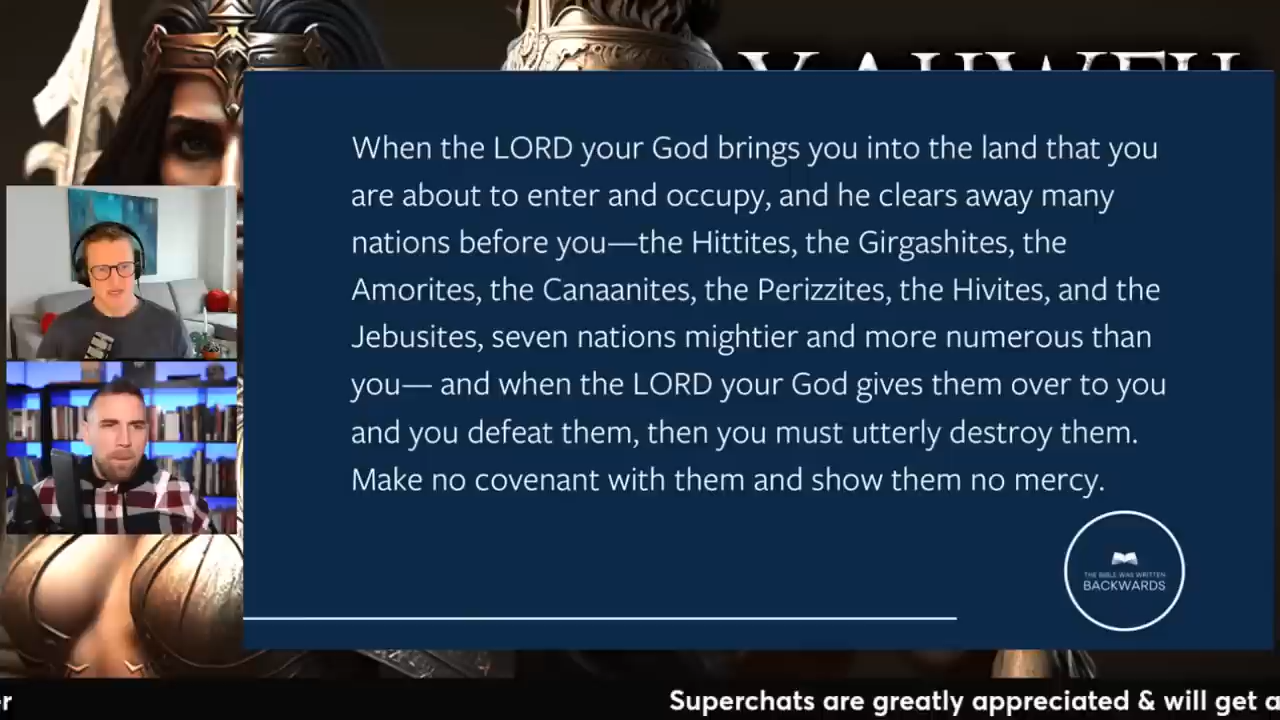 YAHWEH
When the LORD your God brings you into the land that you
are about to enter and occupy, and he clears away many
nations before you—the Hittites, the Girgashites, the
Amorites, the Canaanites, the Perizzites, the Hivites, and the
Jebusites, seven nations mightier and more numerous than
you— and when the LORD your God gives them over to you
and you defeat them, then you must utterly destroy them.
Make no covenant with them and show them no mercy.
THE BIBLE WAS WRITTEN
BACKWARDS
r Superchats are greatly appreciated & will get a